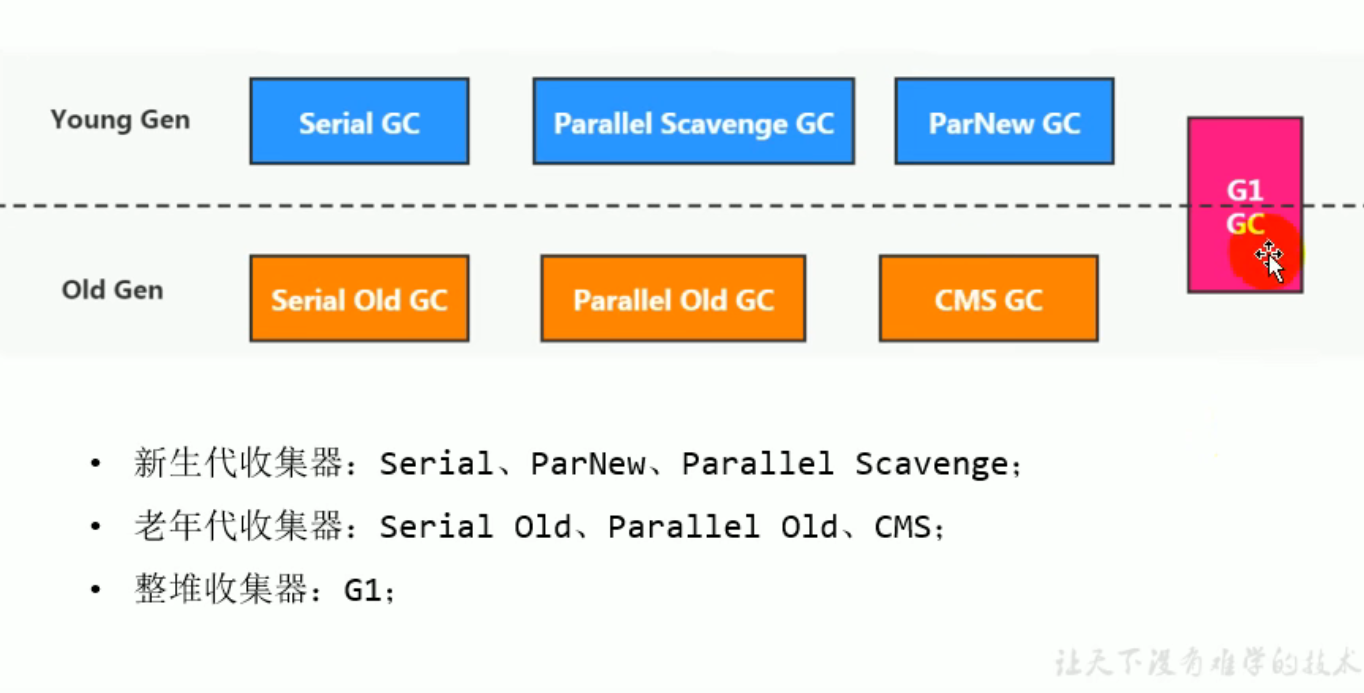 Young Gen
Serial GC
Parallel Scavenge GC
ParNew GC
G1
GC
Old Gen
Serial Old GC
Parallel Old GC
CMS GC
• 新生代收集器：Serial、ParNew、Parallel Scavenge；
• 老年代收集器：Serial Old、Parallel Old、CMS；
• 整堆收集器：G1；
让天下没有难学的技术